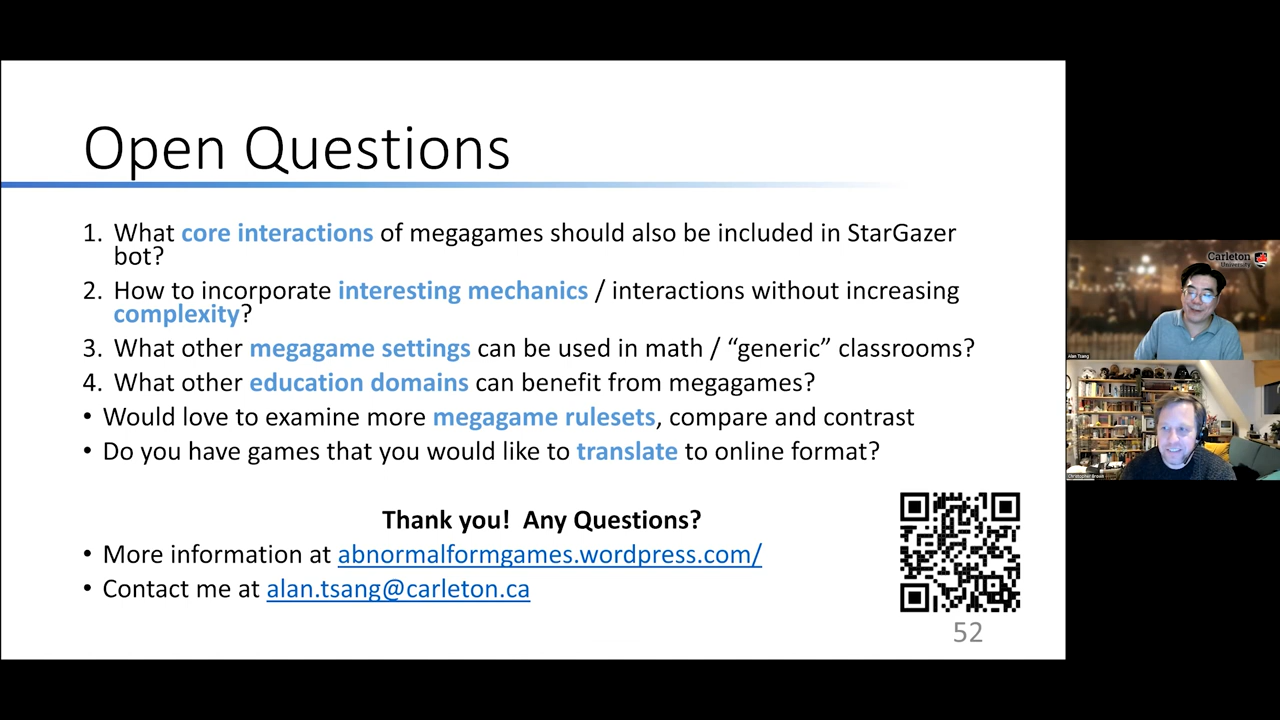 Open Questions
1. What core interactions of megagames should also be included in StarGazer
bot?
2. How to incorporate interesting mechanics / interactions without increasing
complexity?
3. What other megagame settings can be used in math / “generic” classrooms?
4. What other education domains can benefit from megagames?
• Would love to examine more megagame rulesets, compare and contrast
• Do you have games that you would like to translate to online format?
Thank you! Any Questions?
• More information at abnormalformgames.wordpress.com/
• Contact me at alan.tsang@carleton.ca
52
Carleton
University
Alan Tsang
Christopher Brown